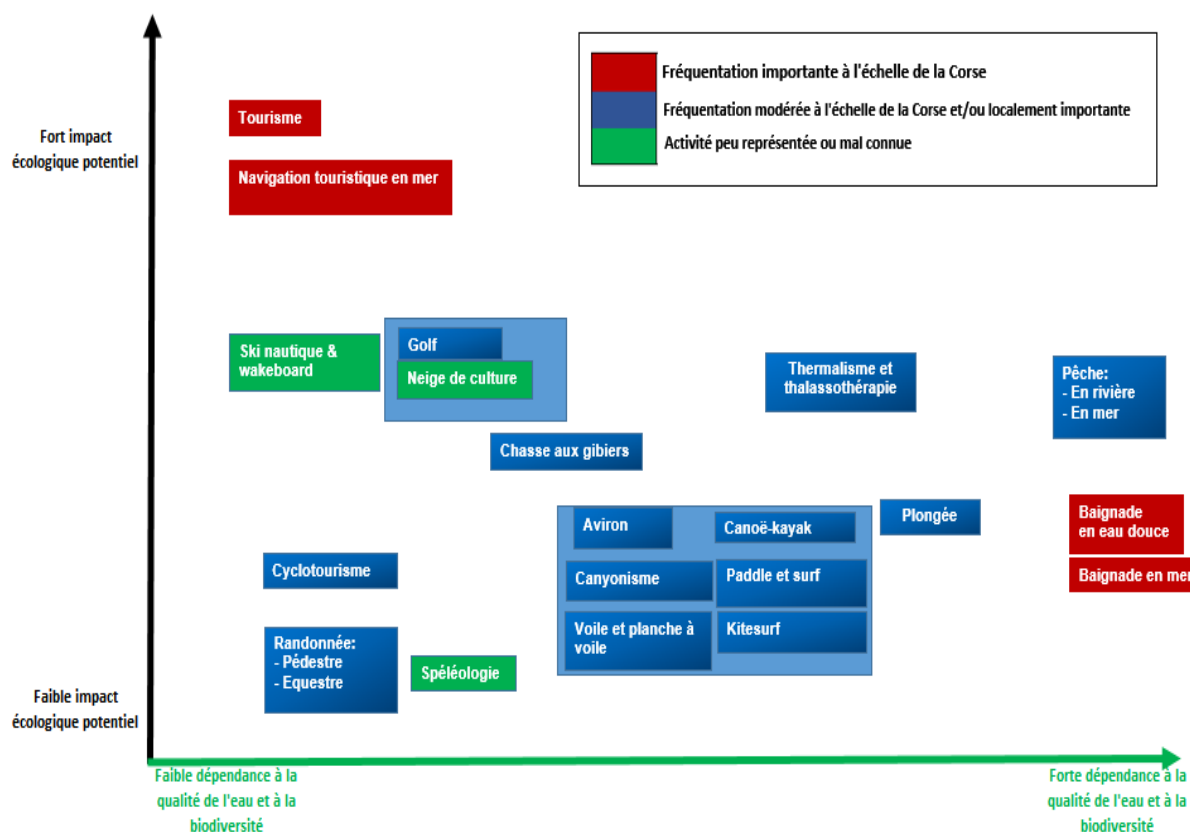 Fréquentation importante à l'échelle de la Corse
Fréquentation modérée à l'échelle de la Corse et/ou localement importante
Activité peu représentée ou mal connue
Fort impact
écologique potentiel
Tourisme
Navigation touristique en mer
Ski nautique &
wakeboard
Golf
Neige de culture
Thermalisme et
thalassothérapie
Pêche:
- En rivière
- En mer
Chasse aux gibiers
Aviron
Canoë-kayak
Plongée
Baignade
en eau douce
Cyclotourisme
Canyonisme
Paddle et surf
Baignade en mer
Randonnée:
- Pédestre
- Equestre
Spéléologie
Voile et planche à
voile
Kitesurf
Faible impact
écologique potentiel
Faible dépendance à la
qualité de l'eau et à la
biodiversité
Forte dépendance à la
qualité de l'eau et à la
biodiversité